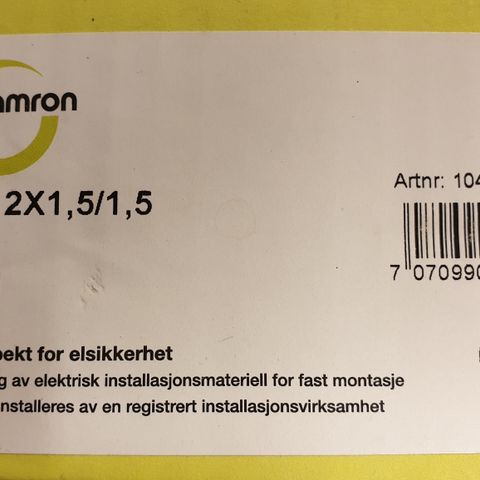 amron
2X1,5/1,5
Artnr: 104
7 070990
pekt for elsikkerhet
g av elektrisk installasjonsmateriell for fast montasje
nstalleres av en registrert installasjonsvirksamhet